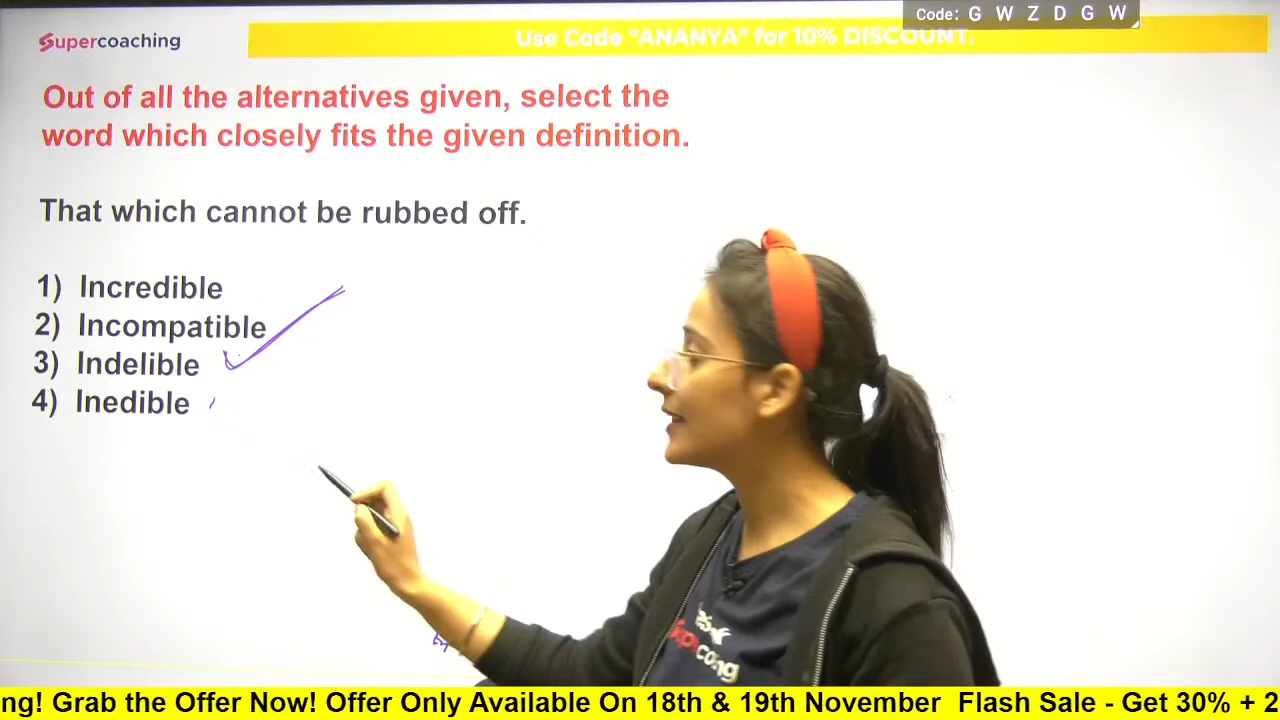 Code: G W Z D G W
Supercoaching
Use Code "ANANYA" for 10% DISCOUNT.
Out of all the alternatives given, select the
word which closely fits the given definition.
That which cannot be rubbed off.
1) Incredible
2) Incompatible
3) Indelible
4) Inedible
Supercoaching
ng! Grab the Offer Now! Offer Only Available On 18th & 19th November Flash Sale - Get 30% + 2